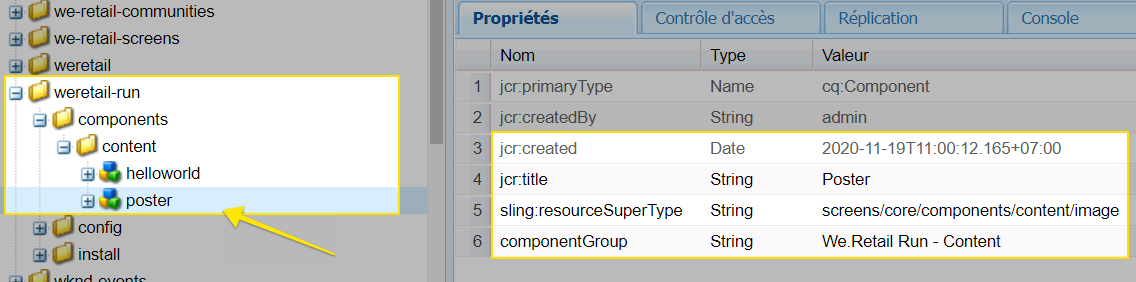 we-retail-communities
we-retail-screens
weretail
weretail-run
components
content
helloworld
poster
config
install
wknd-events
Propriétés Contrôle d'accès Réplication Console
Nom Type Valeur
1 jcr:primaryType Name cq:Component
2 jcr:createdBy String admin
3 jcr:created Date 2020-11-19T11:00:12.165+07:00
4 jcr:title String Poster
5 sling:resourceSuperType String screens/core/components/content/image
6 componentGroup String We.Retail Run - Content